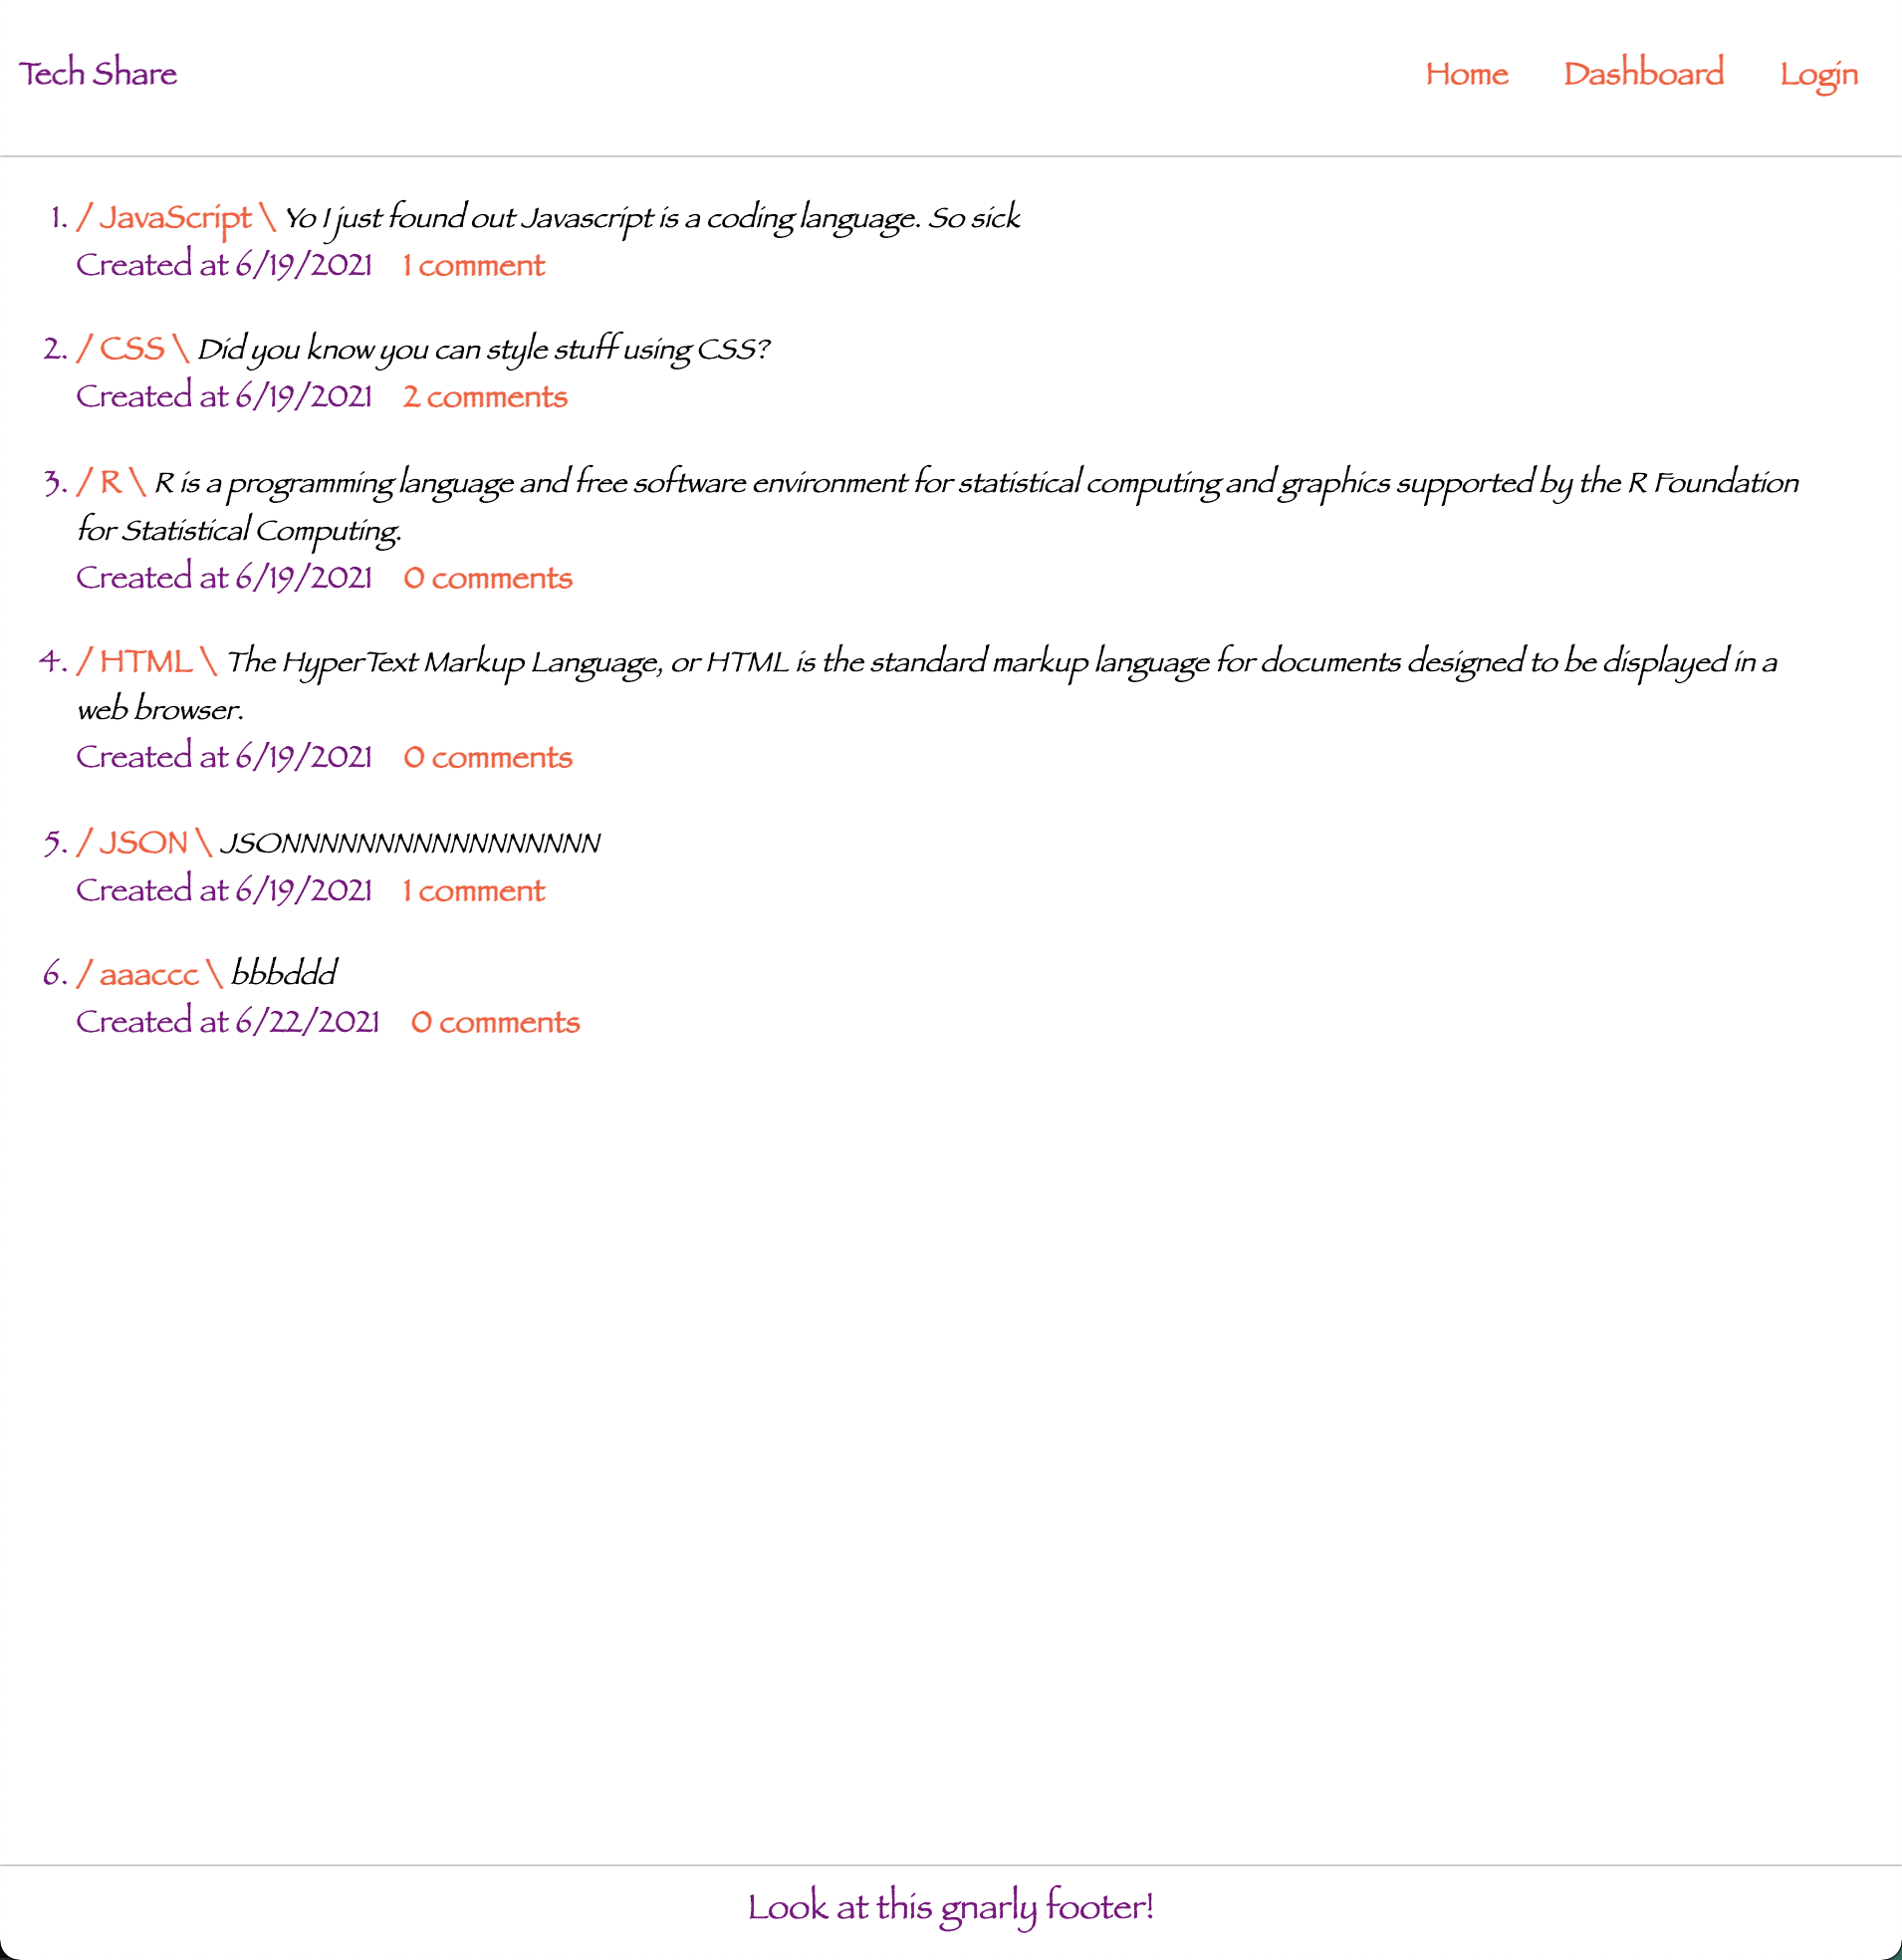 Tech Share
Home Dashboard Login
1. / JavaScript \ Yo I just found out Javascript is a coding language. So sick
Created at 6/19/2021 1 comment
2. / CSS \ Did you know you can style stuff using CSS?
Created at 6/19/2021 2 comments
3. / R \ R is a programming language and free software environment for statistical computing and graphics supported by the R Foundation
for Statistical Computing.
Created at 6/19/2021 0 comments
4. / HTML \ The HyperText Markup Language, or HTML is the standard markup language for documents designed to be displayed in a
web browser.
Created at 6/19/2021 0 comments
5. / JSON \ JSONNNNNNNNNNNNNNNNN
Created at 6/19/2021 1 comment
6. / aaaccc \ bbbddd
Created at 6/22/2021 0 comments
Look at this gnarly footer!